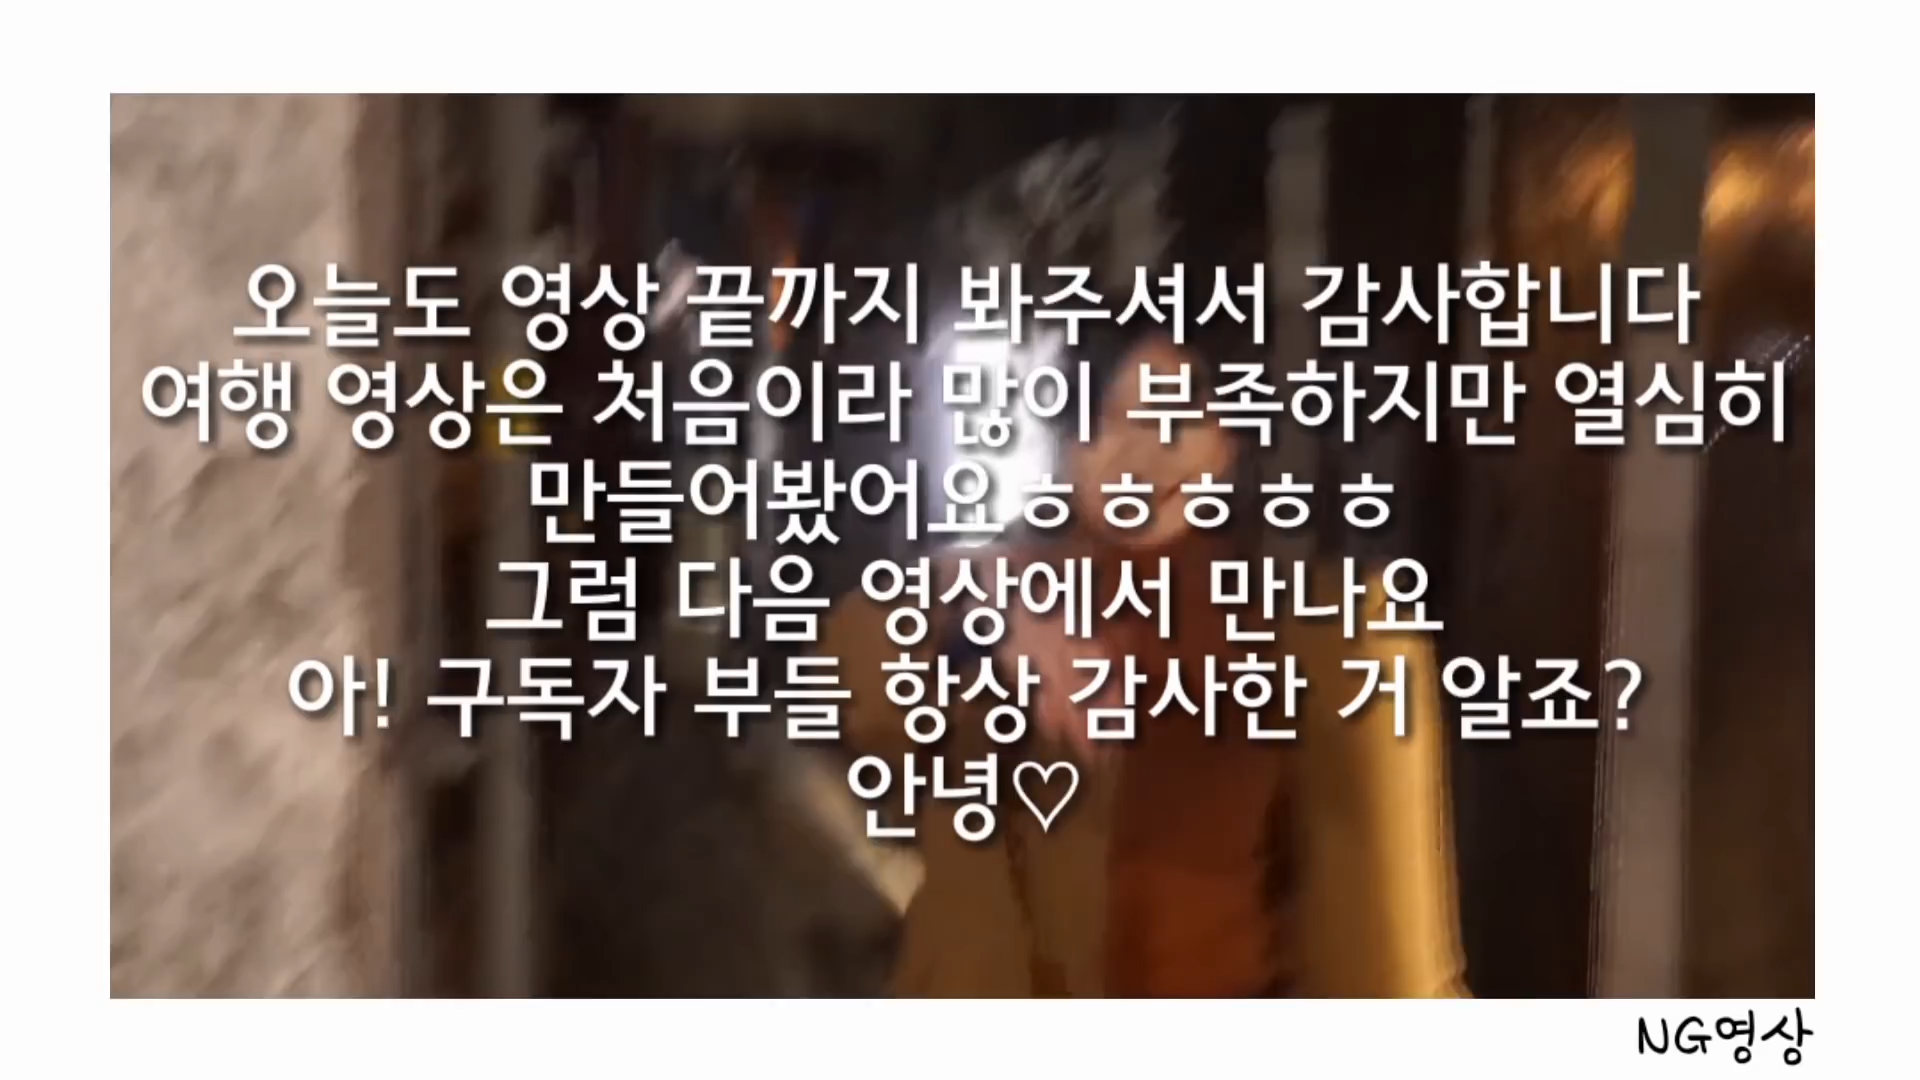 오늘도 영상 끝까지 봐주셔서 감사합니다
여행 영상은 처음이라 많이 부족하지만 열심히
만들어봤어요ㅎㅎㅎㅎㅎ
그럼 다음 영상에서 만나요
아! 구독자 부들 항상 감사한 거 알죠?
안녕♡
NG영상